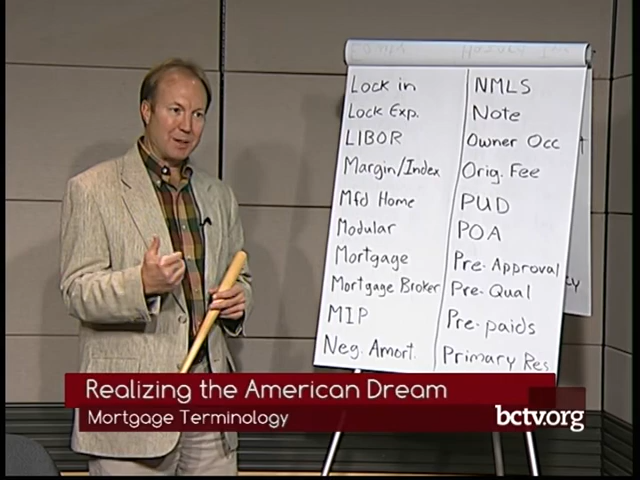 Lock in
Lock Exp.
LIBOR
Margin/Index
Mfd Home
Modular
Mortgage
Mortgage Broker
MIP
Neg. Amort.
NMLS
Note
Owner Occ
Orig. Fee
PUD
POA
Pre-Approval
Pre-Qual
Pre-paids
Primary Res
Realizing the American Dream
Mortgage Terminology
bctv.org